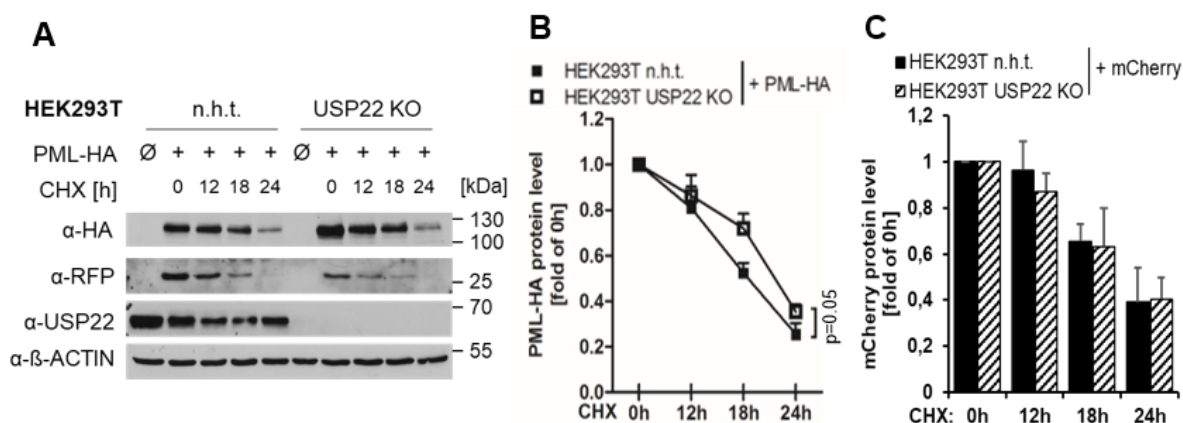 A
HEK293T n.h.t. USP22 KO
PML-HA Ø + + + + Ø + + + +
CHX [h] 0 12 18 24 0 12 18 24 [kDa]
α-HA 130
100
α-RFP 25
α-USP22 70
α-ß-ACTIN 55
B
HEK293T n.h.t.
HEK293T USP22 KO
+ PML-HA
PML-HA protein level
[fold of 0h]
1.2
1.0
0.8
0.6
0.4
0.2
0.0
p=0.05
CHX 0h 12h 18h 24h
C
HEK293T n.h.t.
HEK293T USP22 KO
+ mCherry
mCherry protein level
[fold of 0h]
1,2
1
0,8
0,6
0,4
0,2
0
CHX: 0h 12h 18h 24h